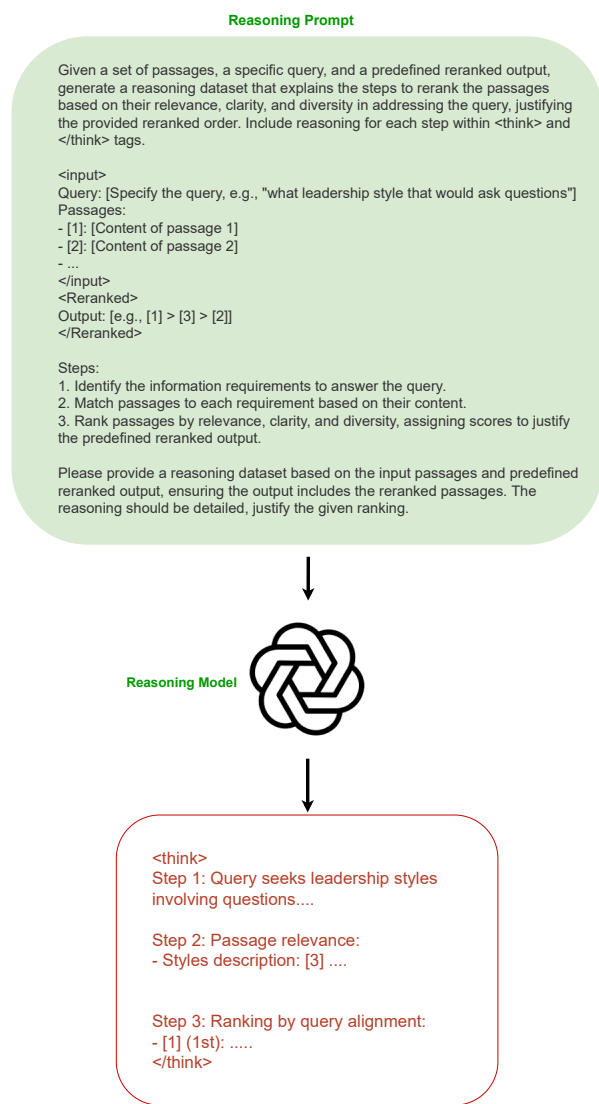 Reasoning Prompt
Given a set of passages, a specific query, and a predefined reranked output,
generate a reasoning dataset that explains the steps to rerank the passages
based on their relevance, clarity, and diversity in addressing the query, justifying
the provided reranked order. Include reasoning for each step within <think> and
</think> tags.
<input>
Query: [Specify the query, e.g., "what leadership style that would ask questions"]
Passages:
- [1]: [Content of passage 1]
- [2]: [Content of passage 2]
- ...
</input>
<Reranked>
Output: [e.g., [1] > [3] > [2]]
</Reranked>
Steps:
1. Identify the information requirements to answer the query.
2. Match passages to each requirement based on their content.
3. Rank passages by relevance, clarity, and diversity, assigning scores to justify
the predefined reranked output.
Please provide a reasoning dataset based on the input passages and predefined
reranked output, ensuring the output includes the reranked passages. The
reasoning should be detailed, justify the given ranking.
Reasoning Model
<think>
Step 1: Query seeks leadership styles
involving questions....
Step 2: Passage relevance:
- Styles description: [3] ....
Step 3: Ranking by query alignment:
- [1] (1st): .....
</think>